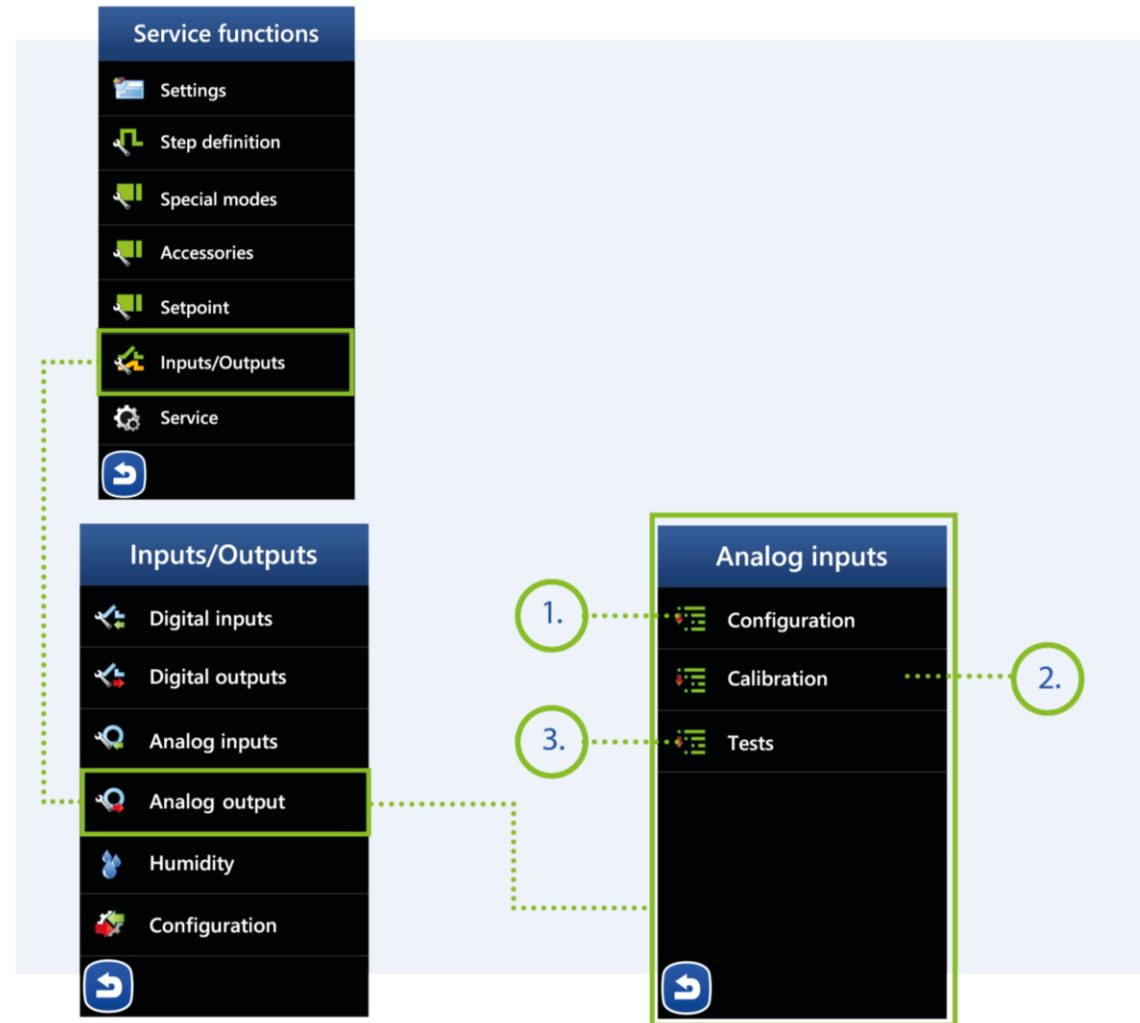 Service functions
Settings
Step definition
Special modes
Accessories
Setpoint
Inputs/Outputs
Service
Inputs/Outputs
Digital inputs
Digital outputs
Analog inputs
Analog output
Humidity
Configuration
Analog inputs
1.
Configuration
Calibration
2.
3.
Tests